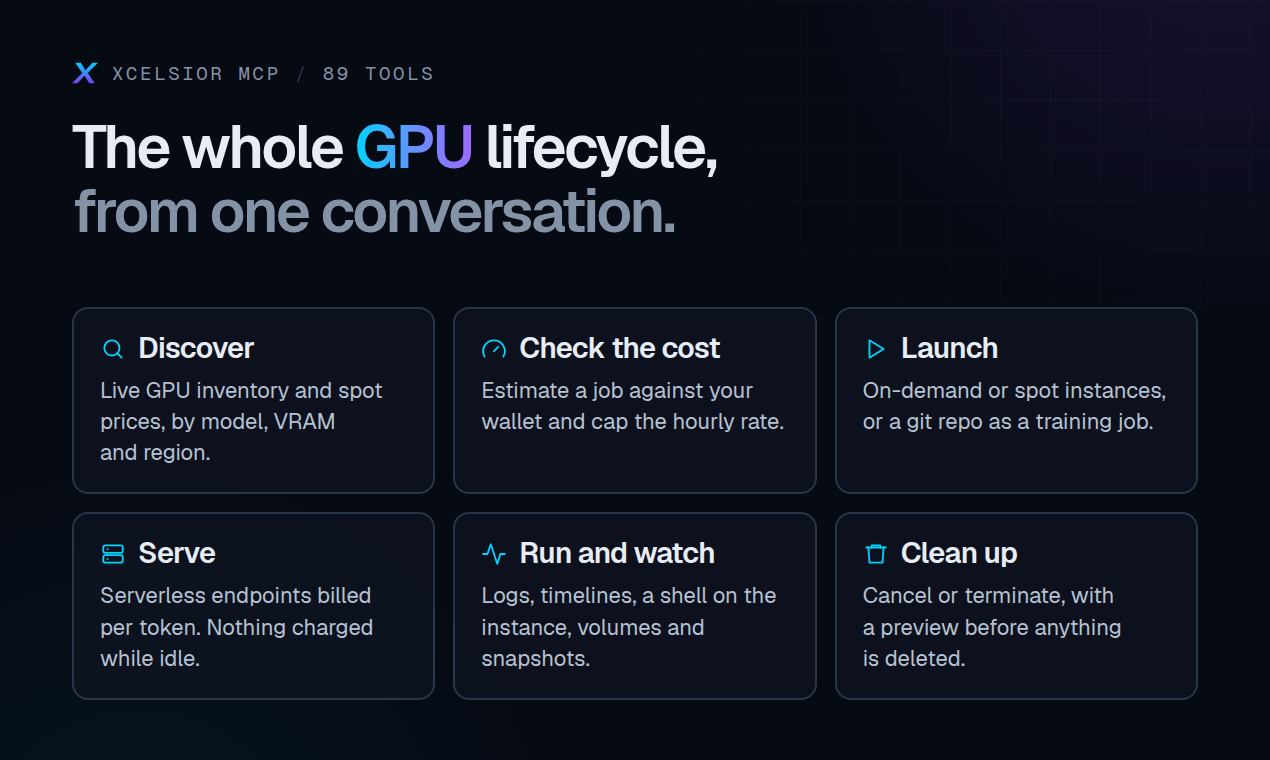 XCELSIOR MCP / 89 TOOLS
The whole GPU lifecycle,
from one conversation.
Discover
Live GPU inventory and spot
prices, by model, VRAM
and region.
Check the cost
Estimate a job against your
wallet and cap the hourly rate.
Launch
On-demand or spot instances,
or a git repo as a training job.
Serve
Serverless endpoints billed
per token. Nothing charged
while idle.
Run and watch
Logs, timelines, a shell on the
instance, volumes and
snapshots.
Clean up
Cancel or terminate, with
a preview before anything
is deleted.